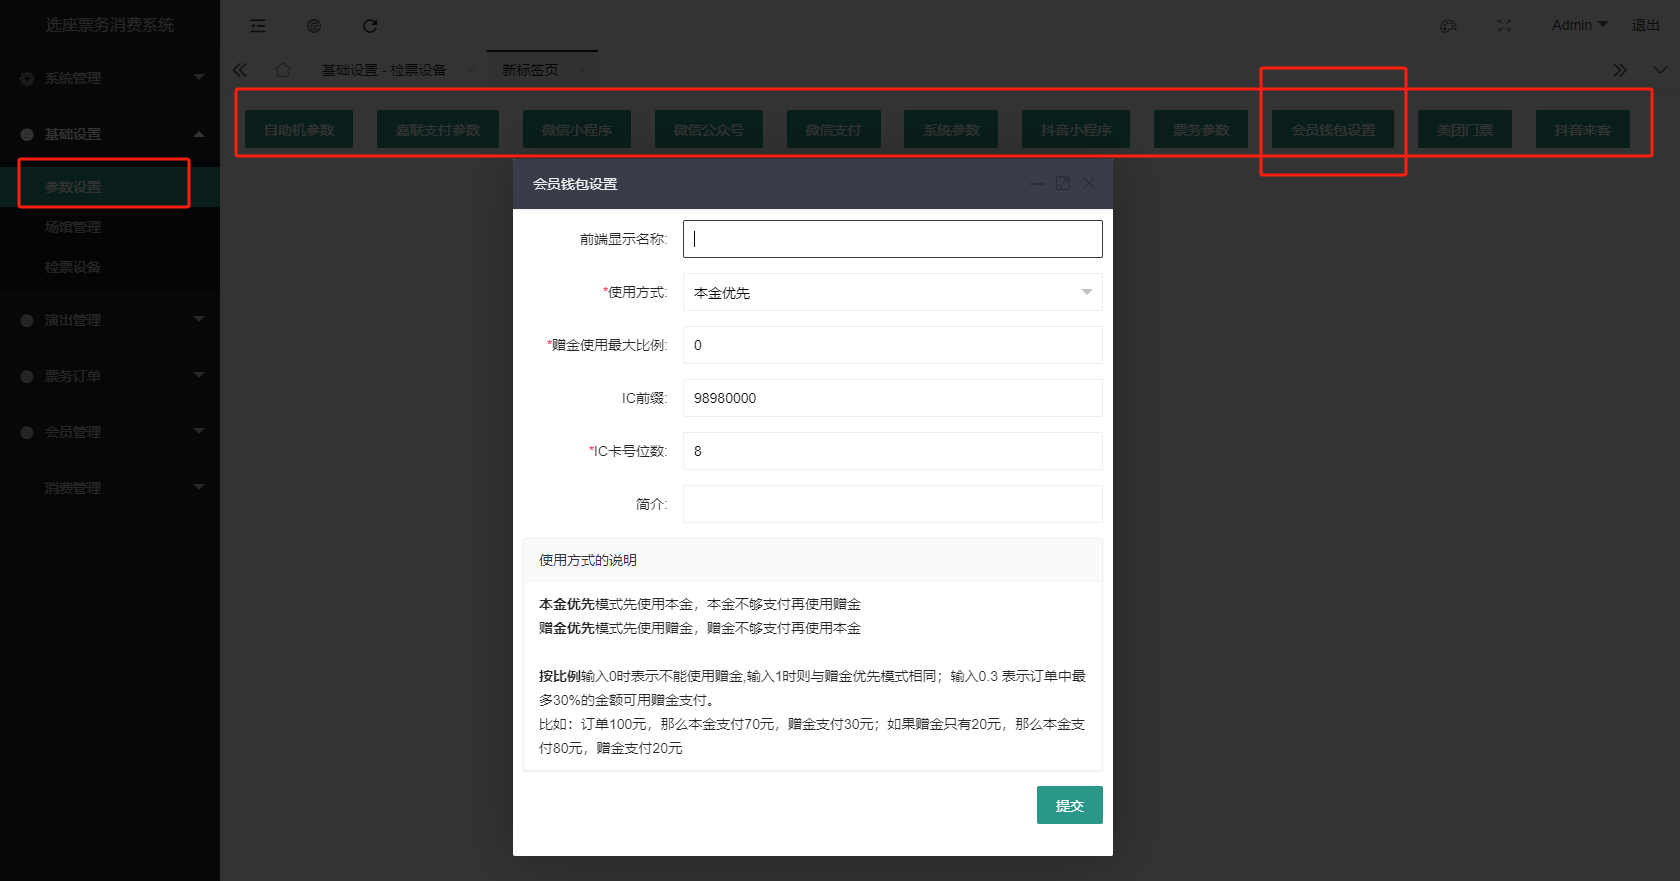 选座票务消费系统
Admin
退出
系统管理
基础设置
参数设置
场馆管理
检票设备
演出管理
票务订单
会员管理
消费管理
基础设置 - 检票设备
新标签页
自助机参数
嘉联支付参数
微信小程序
微信公众号
微信支付
系统参数
抖音小程序
票务参数
会员钱包设置
美团门票
抖音来客
会员钱包设置
前端显示名称:
*使用方式:
本金优先
*赠金使用最大比例:
0
IC前缀:
98980000
*IC卡号位数:
8
简介:
使用方式的说明
本金优先模式先使用本金，本金不够支付再使用赠金
赠金优先模式先使用赠金，赠金不够支付再使用本金
按比例输入0时表示不能使用赠金,输入1时则与赠金优先模式相同；输入0.3 表示订单中最
多30%的金额可用赠金支付。
比如：订单100元，那么本金支付70元，赠金支付30元；如果赠金只有20元，那么本金支
付80元，赠金支付20元
提交